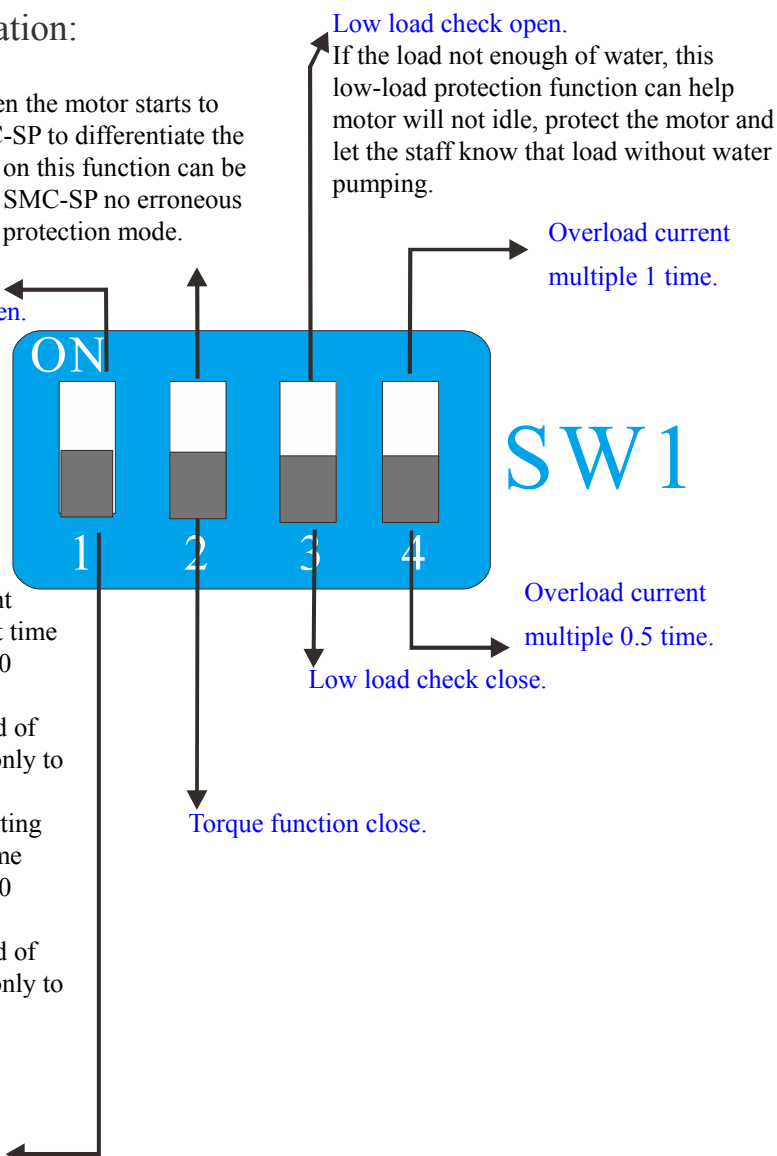 ation:
en the motor starts to
C-SP to differentiate the
on this function can be
SMC-SP no erroneous
protection mode.
en.
Low load check open.
If the load not enough of water, this
low-load protection function can help
motor will not idle, protect the motor and
let the staff know that load without water
pumping.
Overload current
multiple 1 time.
ON
1 2 3 4
SW1
Overload current
multiple 0.5 time.
Low load check close.
Torque function close.
nt
t time
0
d of
only to
rting
me
0
d of
only to